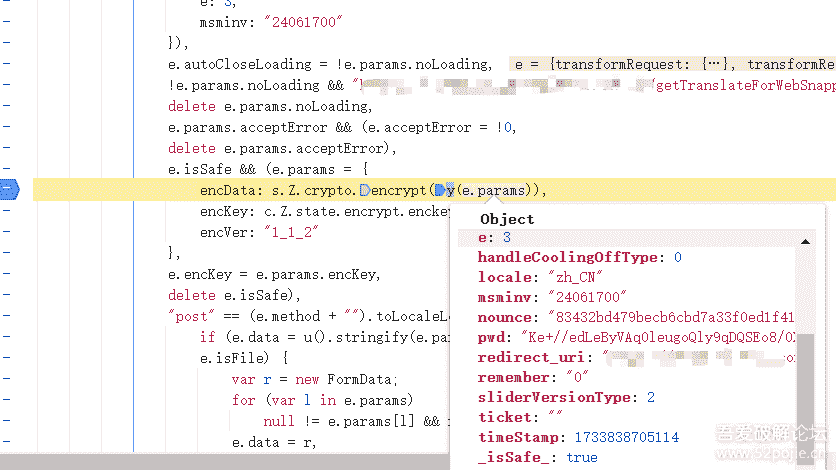 e: 3,
msminv: "24061700"
}),
e.autoCloseLoading = !e.params.noLoading, e = {transformRequest: {…}, transformRe
!e.params.noLoading && "
getTranslateForWebSnapp
delete e.params.noLoading,
e.params.acceptError && (e.acceptError = !0,
delete e.params.acceptError),
e.isSafe && (e.params = {
encData: s.Z.crypto.encrypt(y(e.params)),
encKey: c.Z.state.encrypt.enckey
encVer: "1_1_2"
},
e.encKey = e.params.encKey,
delete e.isSafe),
"post" == (e.method + "").toLocaleLo
if (e.data = u().stringify(e.par
e.isFile) {
var r = new FormData;
for (var l in e.params)
null != e.params[l] &&
e.data = r,
Object
e: 3
handleCoolingOffType: 0
locale: "zh_CN"
msminv: "24061700"
nounce: "83432bd479becb6cbd7a33f0ed1f41
pwd: "Ke+//edLeByVAq0leugoQly9qDQSEo8/0X
redirect_uri: "
remember: "0"
sliderVersionType: 2
ticket: ""
timeStamp: 1733838705114
_isSafe_: true
吾爱破解论坛
www.52pojie.cn